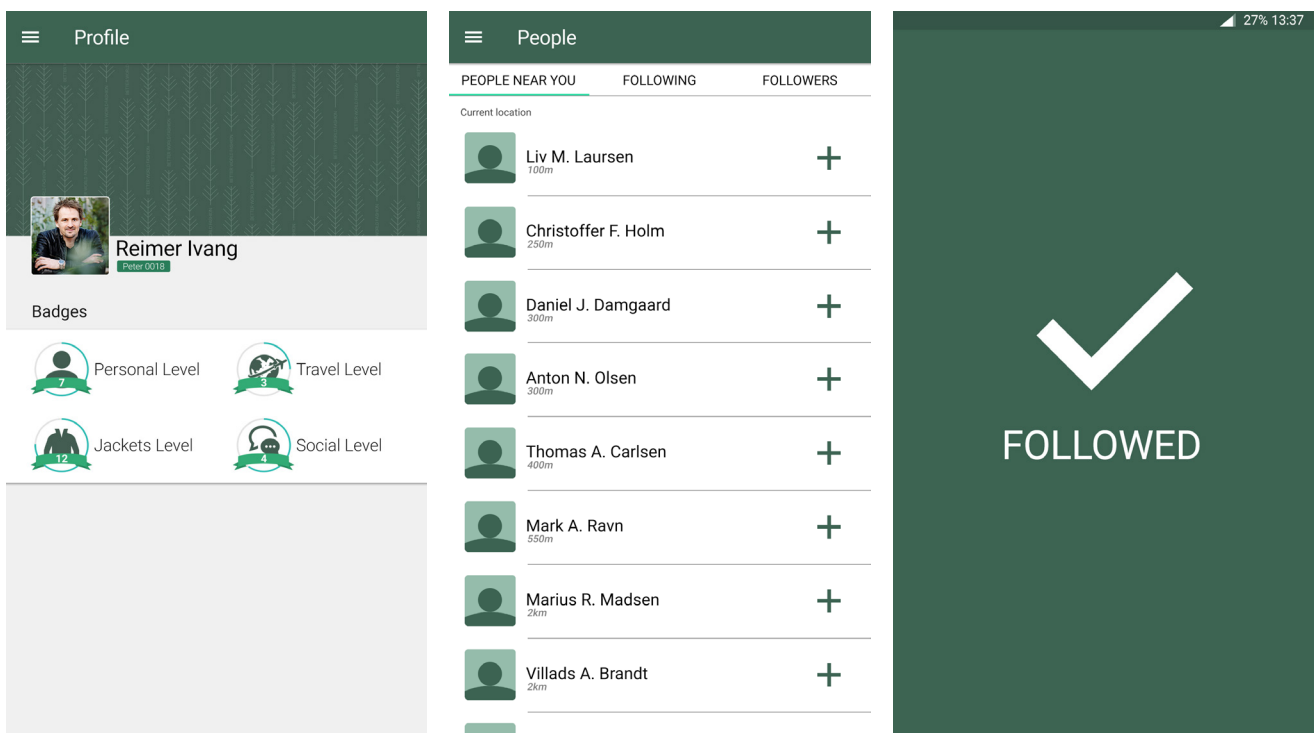 Profile
Reimer Ivang
Peter 0018
Badges
Personal Level
7
Travel Level
3
Jackets Level
12
Social Level
4
People
PEOPLE NEAR YOU FOLLOWING FOLLOWERS
Current location
Liv M. Laursen
100m
Christoffer F. Holm
250m
Daniel J. Damgaard
300m
Anton N. Olsen
300m
Thomas A. Carlsen
400m
Mark A. Ravn
550m
Marius R. Madsen
2km
Villads A. Brandt
2km
27% 13:37
FOLLOWED